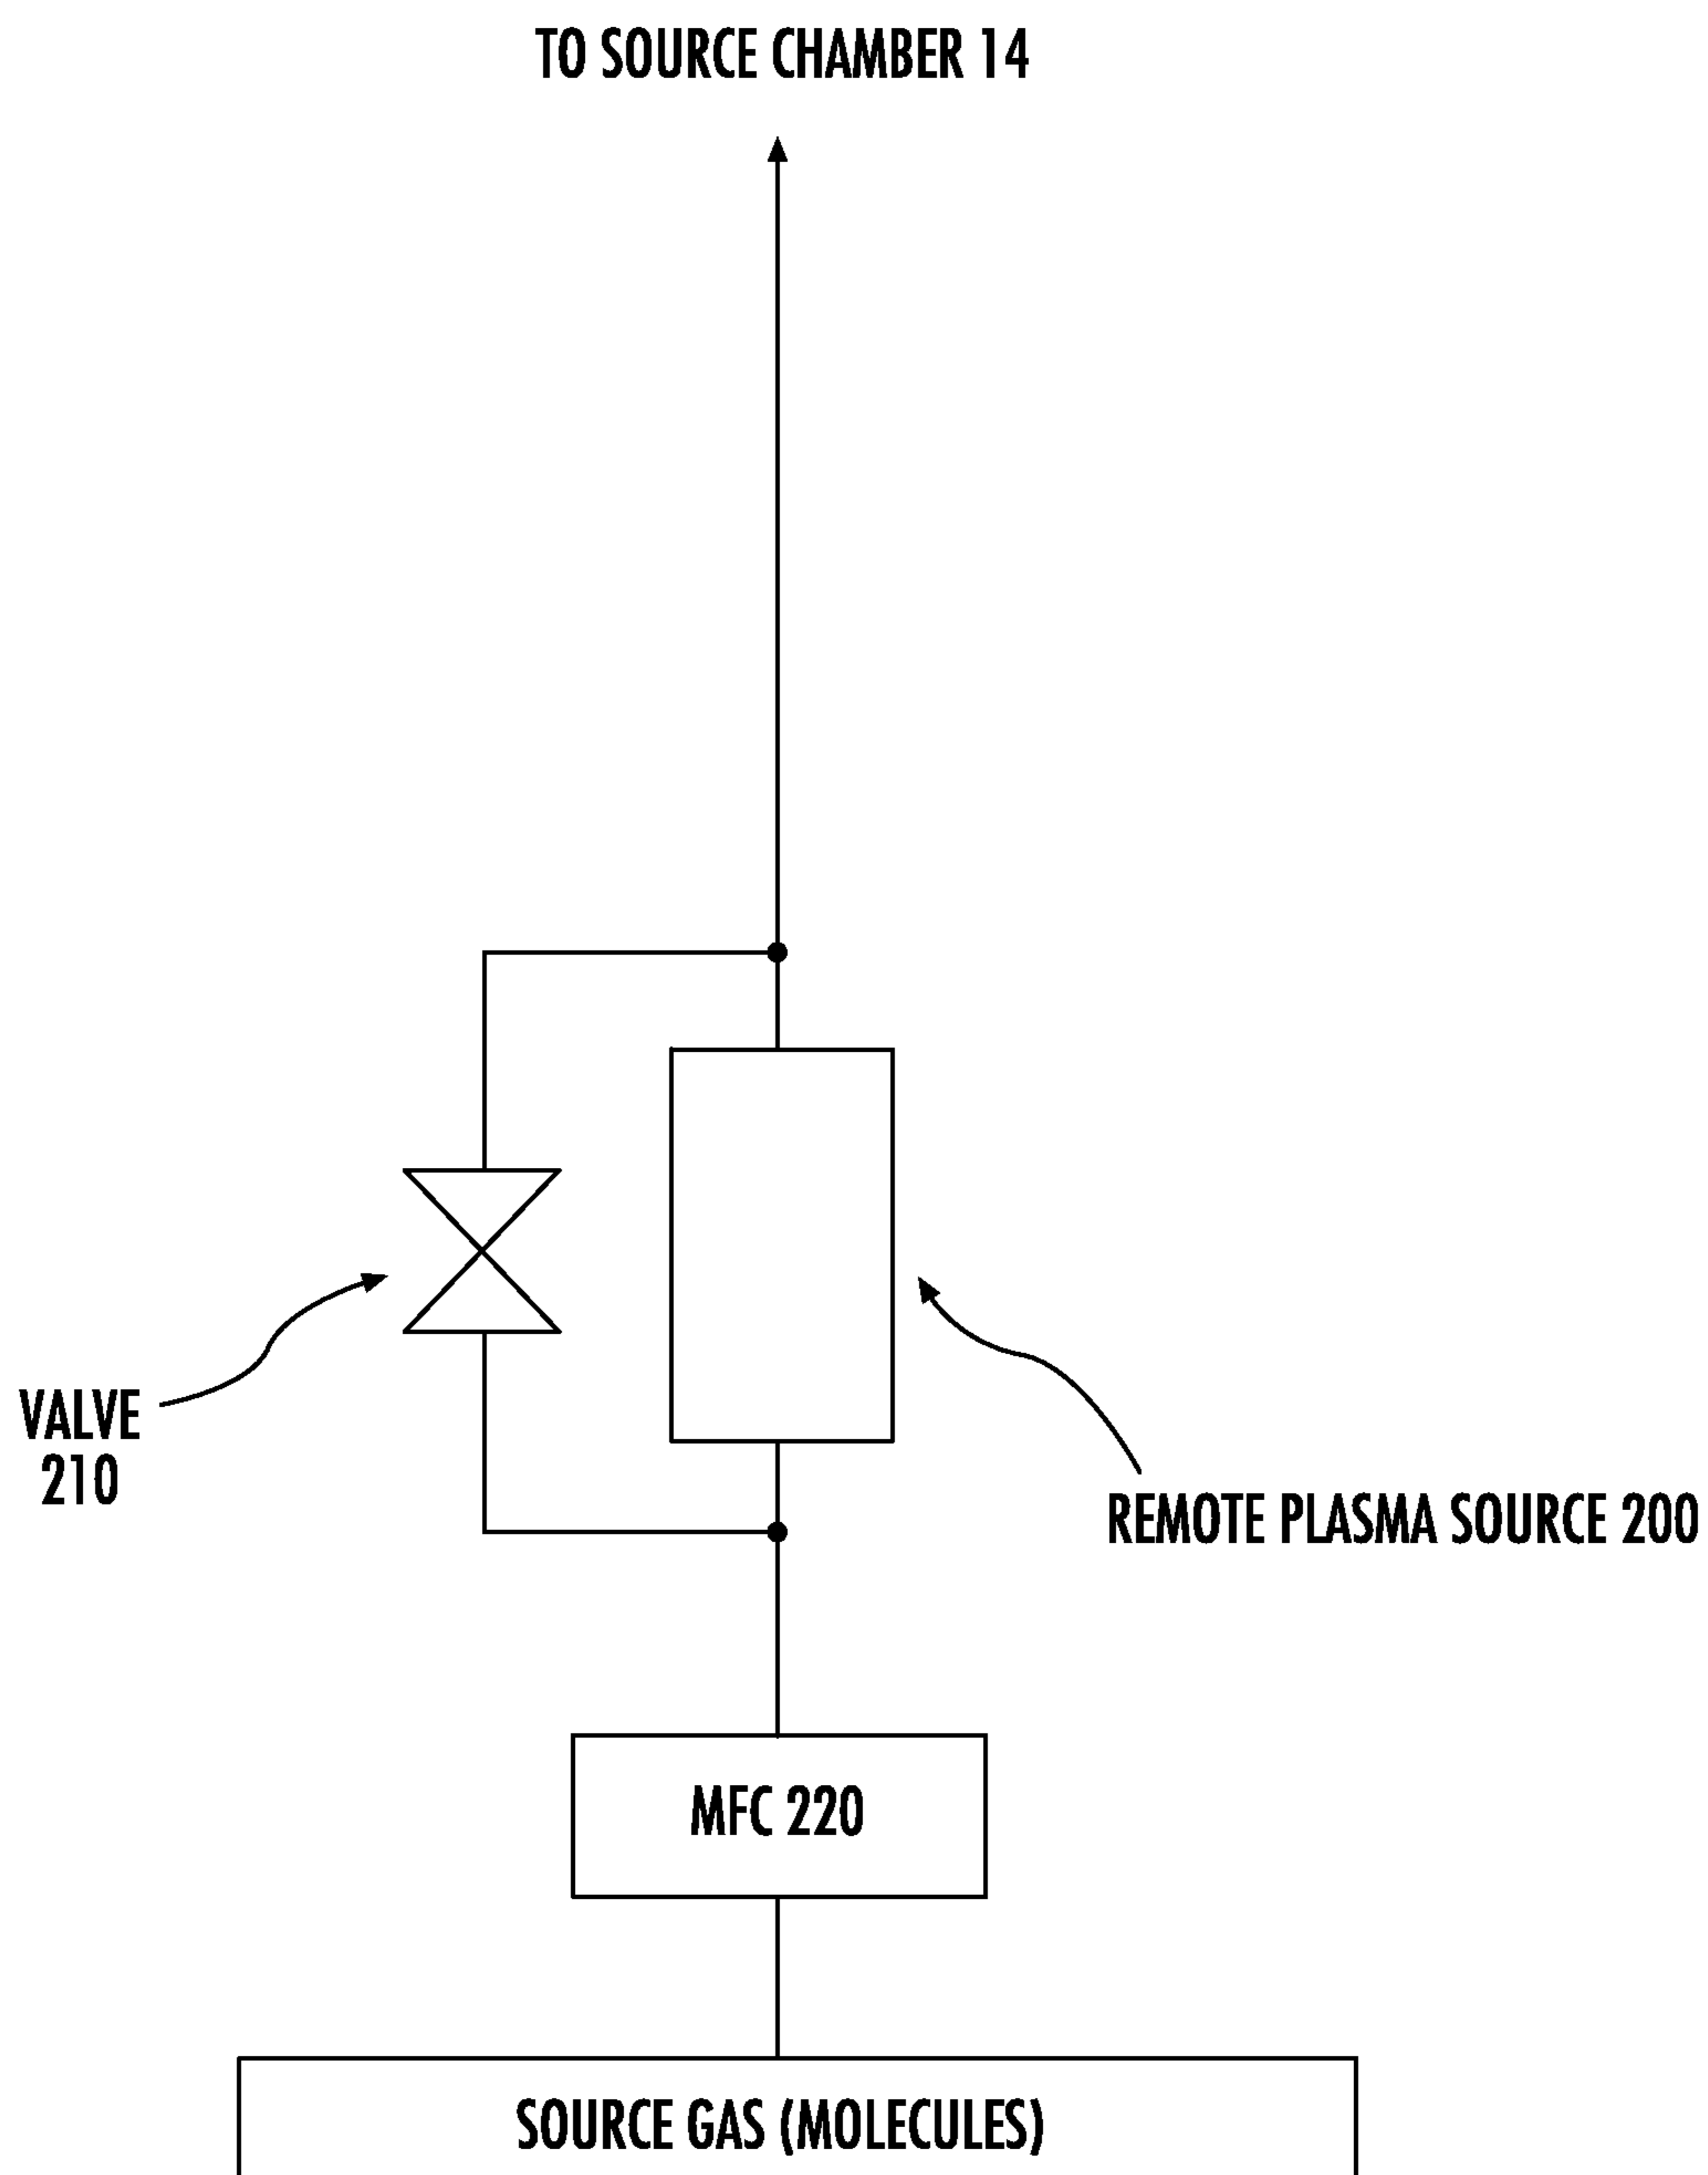 TO SOURCE CHAMBER 14
VALVE
210
REMOTE PLASMA SOURCE 200
MFC 220
SOURCE GAS (MOLECULES)